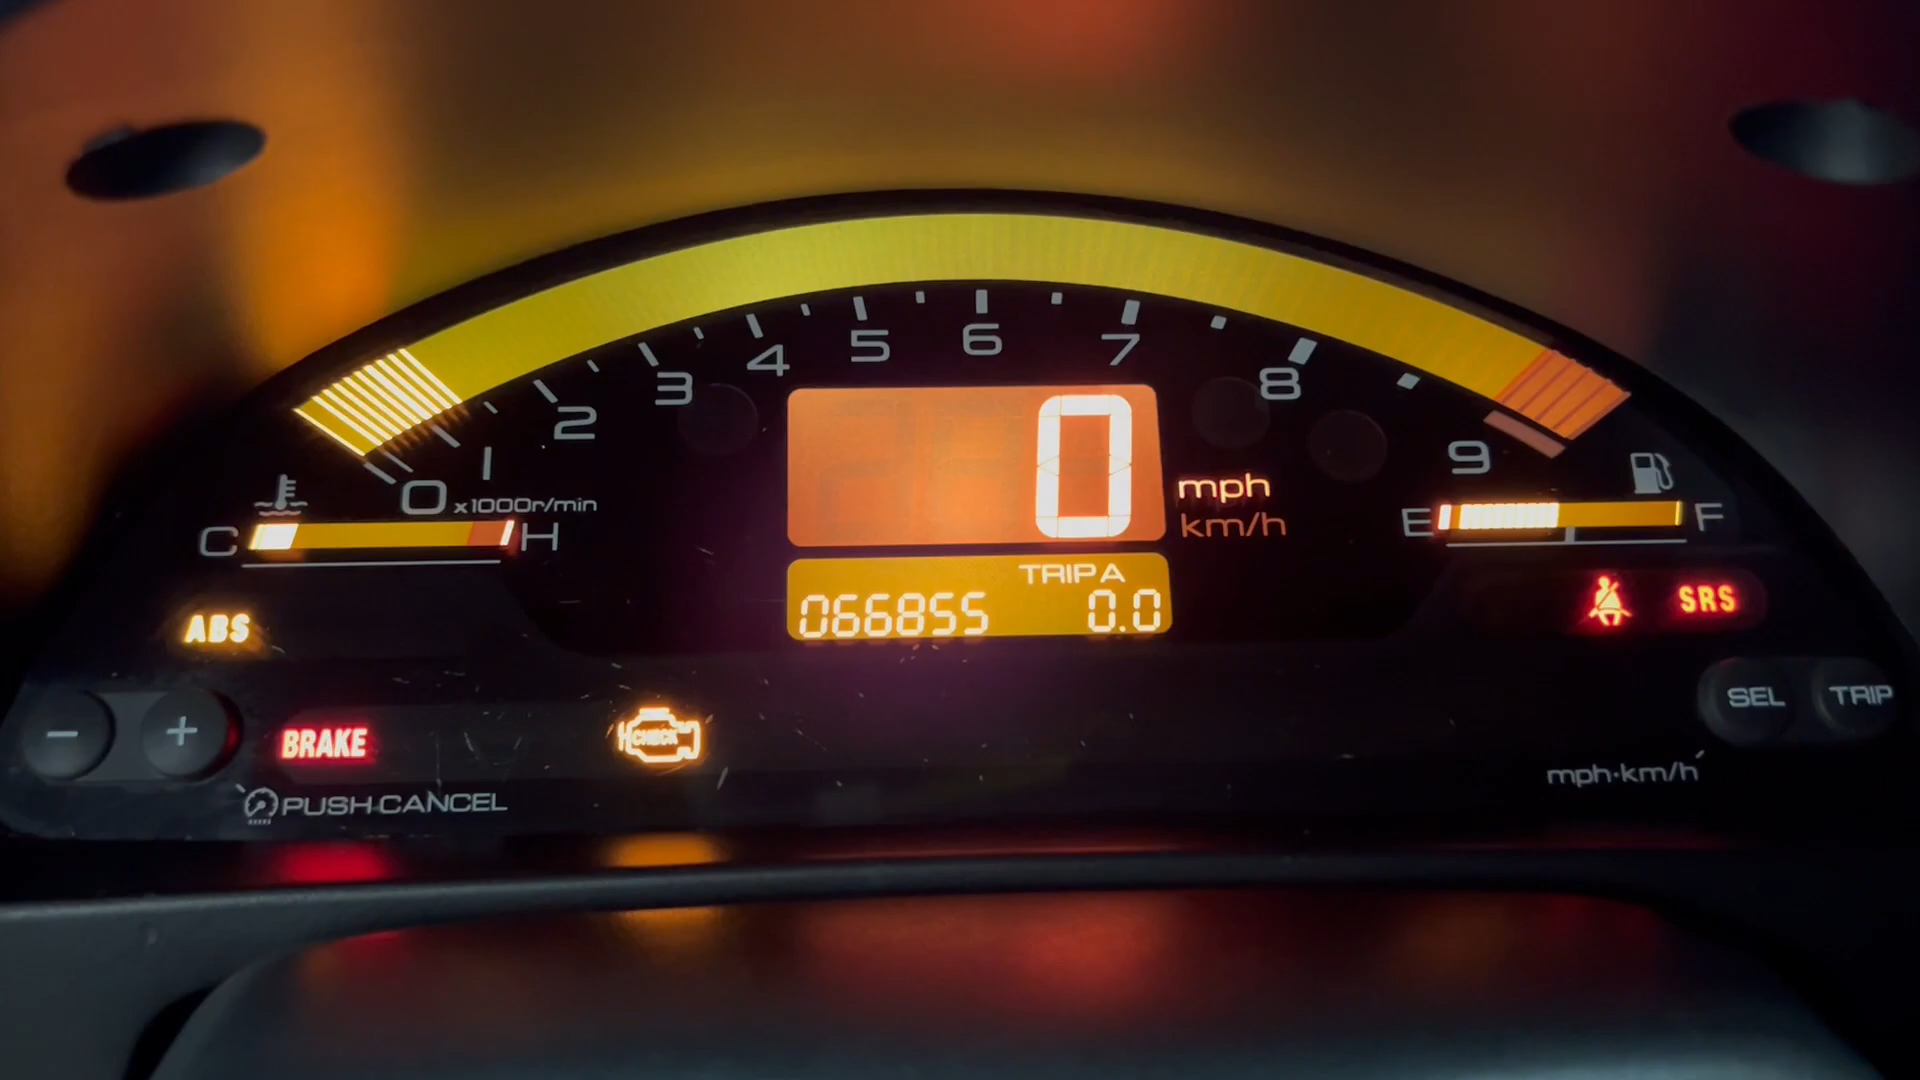 0 1 2 3 4 5 6 7 8 9
x1000r/min
C H
0
mph
km/h
E F
TRIP A
066855 0.0
ABS
SRS
- +
BRAKE
CHECK
SEL TRIP
mph·km/h
PUSH CANCEL